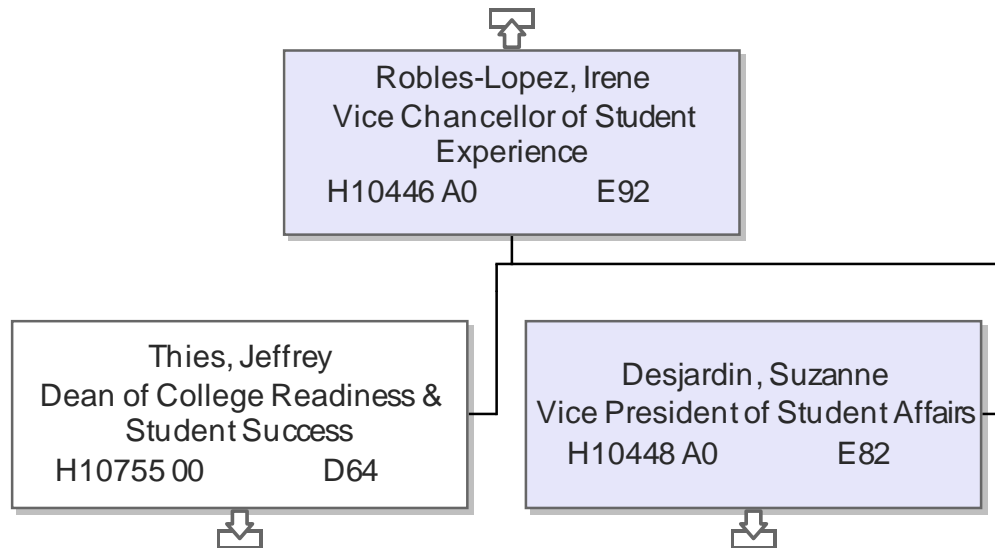 Robles-Lopez, Irene
Vice Chancellor of Student
Experience
H10446 A0 E92
Thies, Jeffrey
Dean of College Readiness &
Student Success
H10755 00 D64
Desjardin, Suzanne
Vice President of Student Affairs
H10448 A0 E82